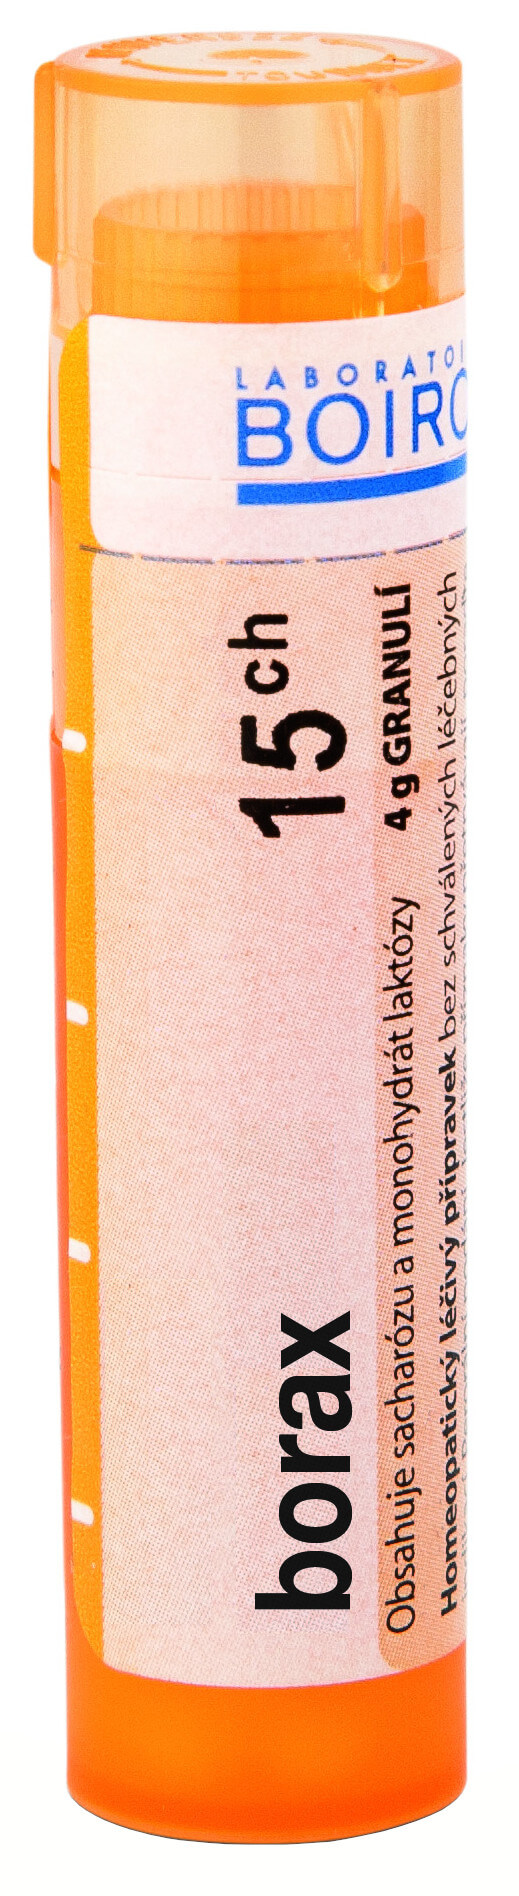 LABORATOI
BOIRO
15 ch
borax
4 g GRANULÍ
Obsahuje sacharózu a monohydrát laktózy
Homeopatický léčivý přípravek bez schválených léčebných